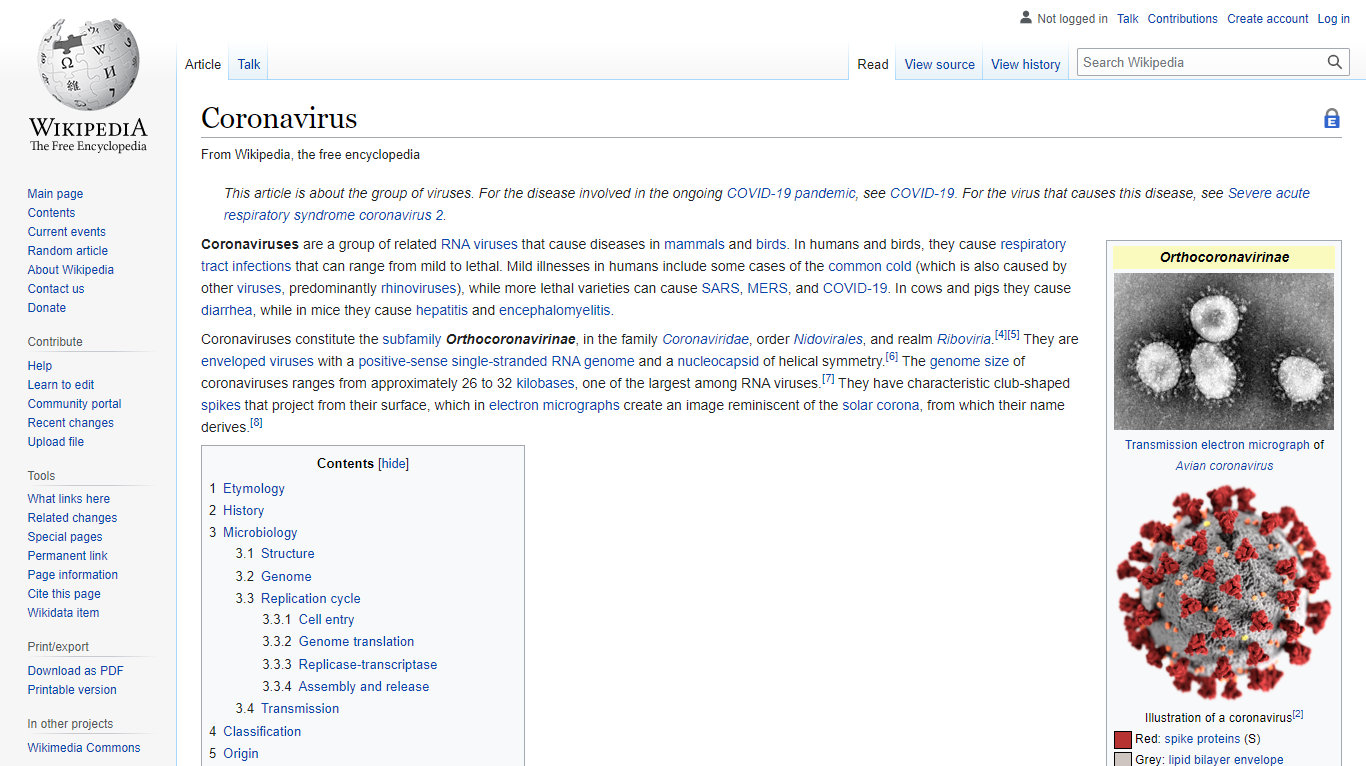 Not logged in Talk Contributions Create account Log in
Article Talk Read View source View history Search Wikipedia
Ω W И 維
WIKIPEDIA
The Free Encyclopedia
Main page
Contents
Current events
Random article
About Wikipedia
Contact us
Donate
Contribute
Help
Learn to edit
Community portal
Recent changes
Upload file
Tools
What links here
Related changes
Special pages
Permanent link
Page information
Cite this page
Wikidata item
Print/export
Download as PDF
Printable version
In other projects
Wikimedia Commons
Coronavirus
E
From Wikipedia, the free encyclopedia
This article is about the group of viruses. For the disease involved in the ongoing COVID-19 pandemic, see COVID-19. For the virus that causes this disease, see Severe acute
respiratory syndrome coronavirus 2.
Coronaviruses are a group of related RNA viruses that cause diseases in mammals and birds. In humans and birds, they cause respiratory
tract infections that can range from mild to lethal. Mild illnesses in humans include some cases of the common cold (which is also caused by
other viruses, predominantly rhinoviruses), while more lethal varieties can cause SARS, MERS, and COVID-19. In cows and pigs they cause
diarrhea, while in mice they cause hepatitis and encephalomyelitis.
Coronaviruses constitute the subfamily Orthocoronavirinae, in the family Coronaviridae, order Nidovirales, and realm Riboviria.[4][5] They are
enveloped viruses with a positive-sense single-stranded RNA genome and a nucleocapsid of helical symmetry.[6] The genome size of
coronaviruses ranges from approximately 26 to 32 kilobases, one of the largest among RNA viruses.[7] They have characteristic club-shaped
spikes that project from their surface, which in electron micrographs create an image reminiscent of the solar corona, from which their name
derives.[8]
Contents [hide]
1 Etymology
2 History
3 Microbiology
3.1 Structure
3.2 Genome
3.3 Replication cycle
3.3.1 Cell entry
3.3.2 Genome translation
3.3.3 Replicase-transcriptase
3.3.4 Assembly and release
3.4 Transmission
4 Classification
5 Origin
Orthocoronavirinae
Transmission electron micrograph of
Avian coronavirus
Illustration of a coronavirus[2]
Red: spike proteins (S)
Grey: lipid bilayer envelope